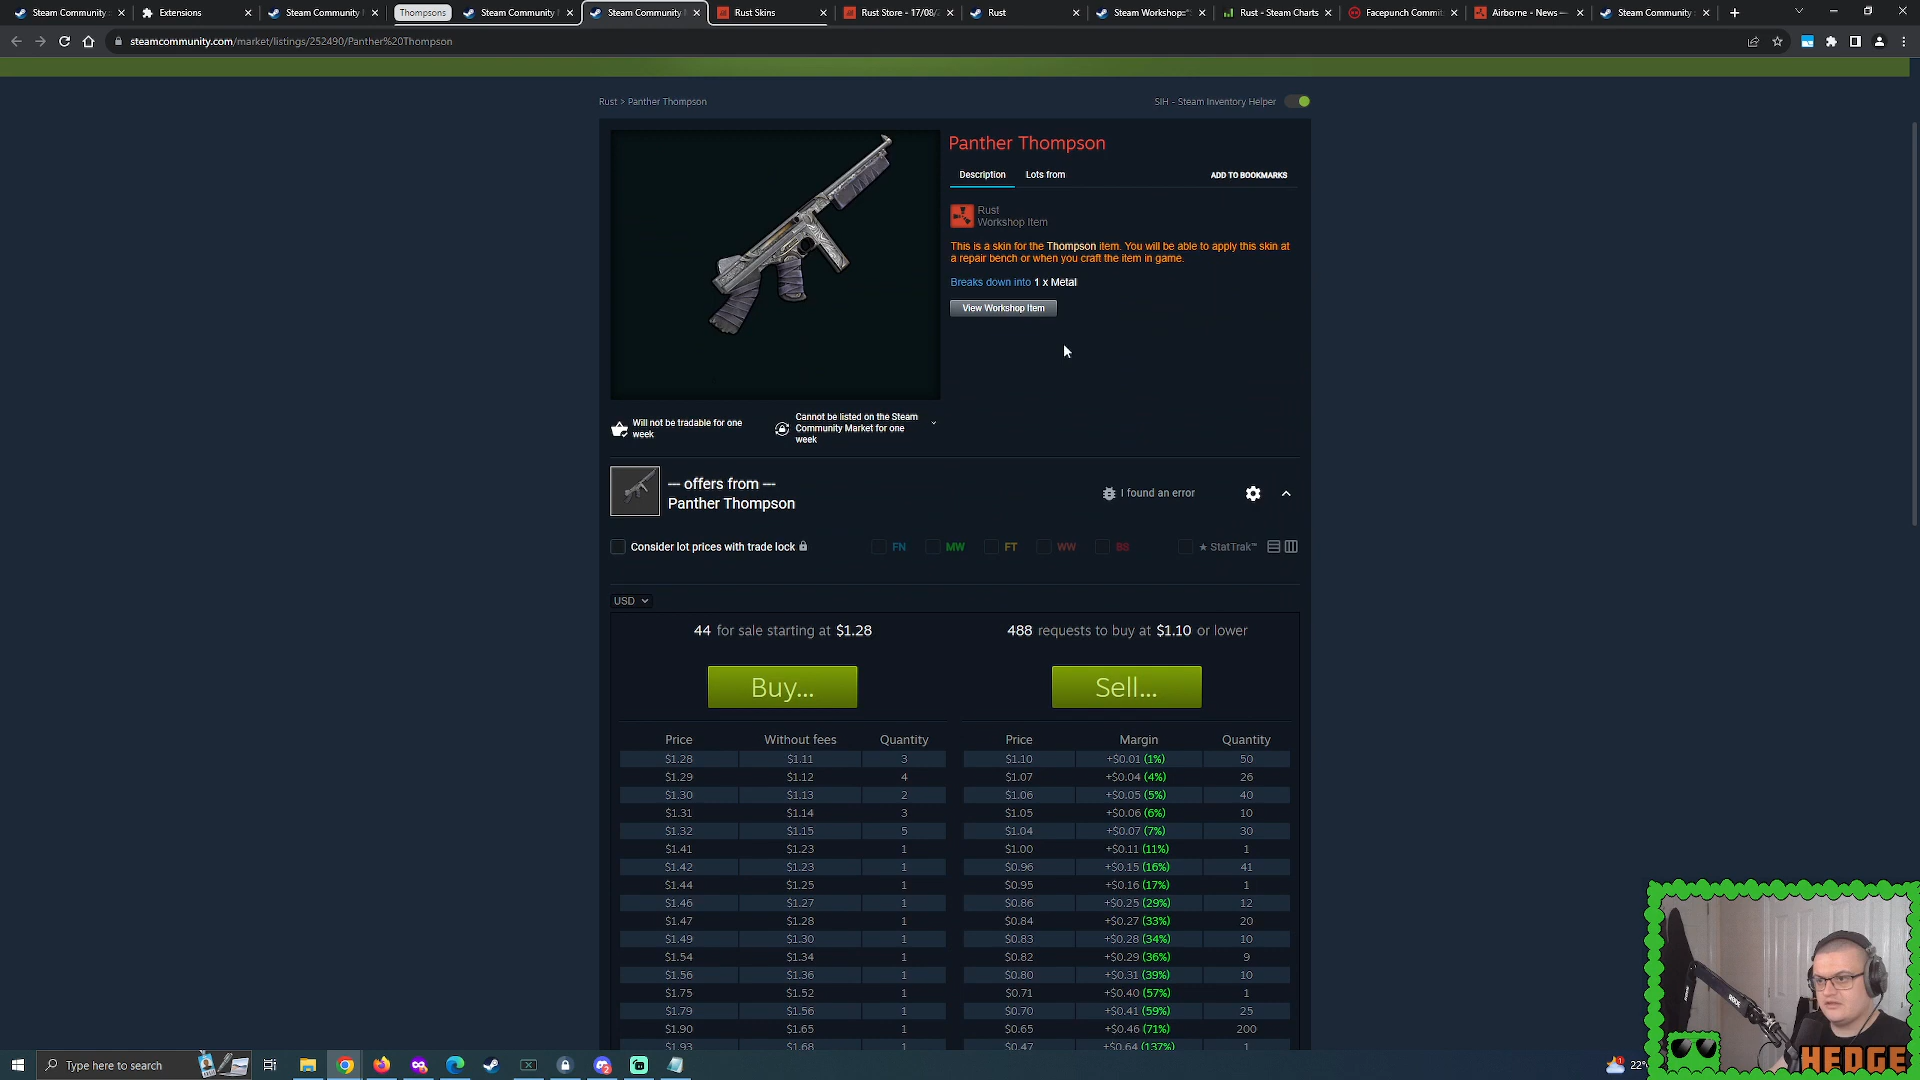 Steam Community
Extensions
Steam Community
Thompsons
Steam Community
Steam Community
Rust Skins
Rust Store - 17/08/
Rust
Steam Workshop:
Rust - Steam Charts
Facepunch Commi
Airborne - News —
Steam Community
steamcommunity.com/market/listings/252490/Panther%20Thompson
Rust > Panther Thompson
SIH - Steam Inventory Helper
Panther Thompson
Description
Lots from
ADD TO BOOKMARKS
Rust
Workshop Item
This is a skin for the Thompson item. You will be able to apply this skin at
a repair bench or when you craft the item in game.
Breaks down into 1 x Metal
View Workshop Item
Will not be tradable for one
week
Cannot be listed on the Steam
Community Market for one
week
--- offers from ---
Panther Thompson
I found an error
Consider lot prices with trade lock
FN
MW
FT
WW
BS
★ StatTrak™
USD
44 for sale starting at $1.28
488 requests to buy at $1.10 or lower
Buy...
Sell...
Price Without fees Quantity Price Margin Quantity
$1.28 $1.11 3 $1.10 +$0.01 (1%) 50
$1.29 $1.12 4 $1.07 +$0.04 (4%) 26
$1.30 $1.13 2 $1.06 +$0.05 (5%) 40
$1.31 $1.14 3 $1.05 +$0.06 (6%) 10
$1.32 $1.15 5 $1.04 +$0.07 (7%) 30
$1.41 $1.23 1 $1.00 +$0.11 (11%) 1
$1.42 $1.23 1 $0.96 +$0.15 (16%) 41
$1.44 $1.25 1 $0.95 +$0.16 (17%) 1
$1.46 $1.27 1 $0.86 +$0.25 (29%) 12
$1.47 $1.28 1 $0.84 +$0.27 (33%) 20
$1.49 $1.30 1 $0.83 +$0.28 (34%) 10
$1.54 $1.34 1 $0.82 +$0.29 (36%) 9
$1.56 $1.36 1 $0.80 +$0.31 (39%) 10
$1.75 $1.52 1 $0.71 +$0.40 (57%) 1
$1.79 $1.56 1 $0.70 +$0.41 (59%) 25
$1.90 $1.65 1 $0.65 +$0.46 (71%) 200
$1.93 $1.68 1 $0.47 +$0.64 (137%) 1
Type here to search
22°
HEDGE